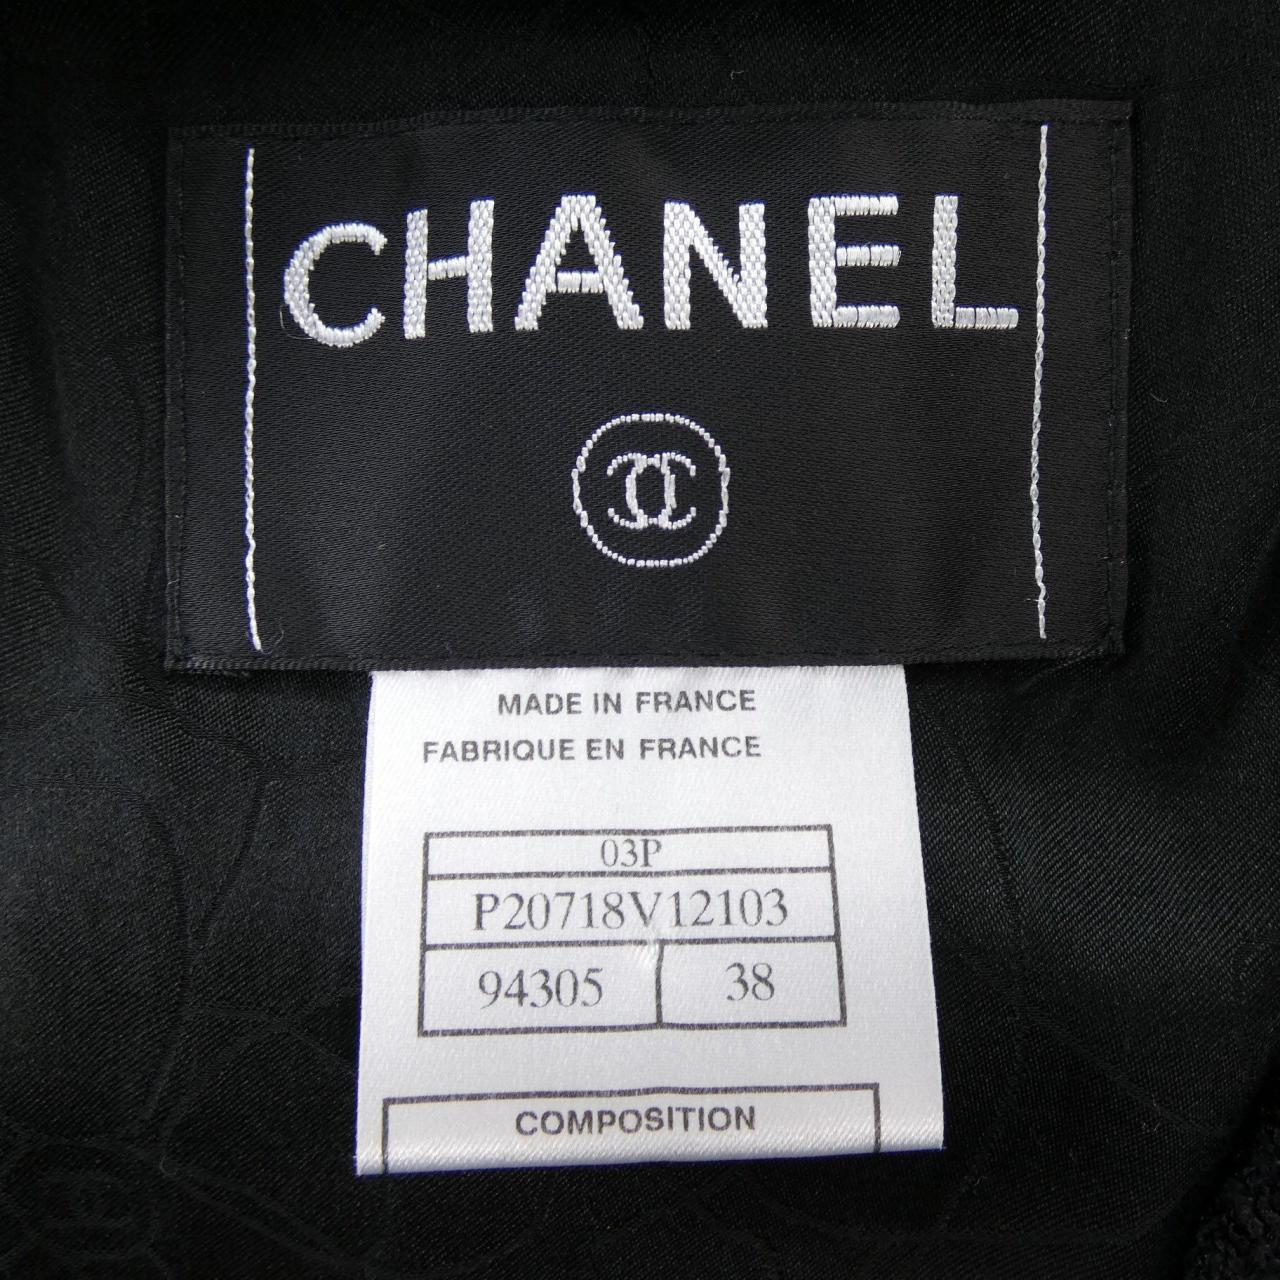 CHANEL
MADE IN FRANCE
FABRIQUE EN FRANCE
03P
P20718V12103
94305 38
COMPOSITION